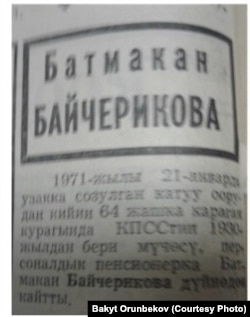 Батмакан
БАЙЧЕРИКОВА
1971-жылы 21-январда
узакка созулган катуу оору-
дан кийин 64 жашка караган
курагында КПССтин 1930-
жылдан бери мүчөсү, пер-
соналдык пенсионерка Бат-
макан Байчерикова дүйнөдөн
кайтты.
Bakyt Orunbekov (Courtesy Photo)